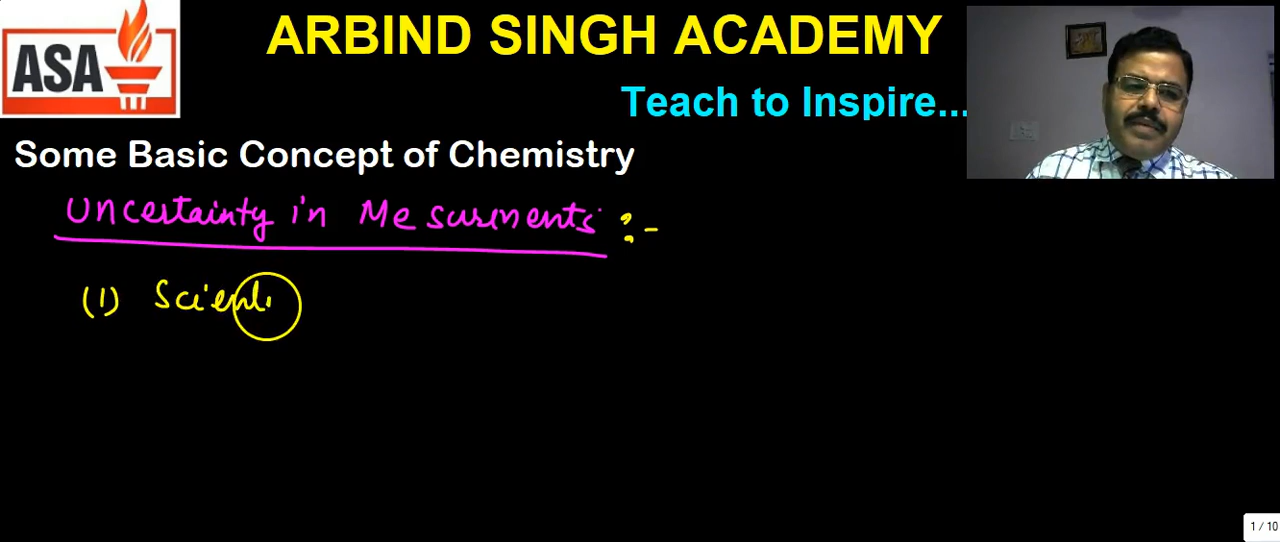 ASA
ARBIND SINGH ACADEMY
Teach to Inspire...
Some Basic Concept of Chemistry
Uncertainty in Mesurments :-
(1) Scienti
1 / 10